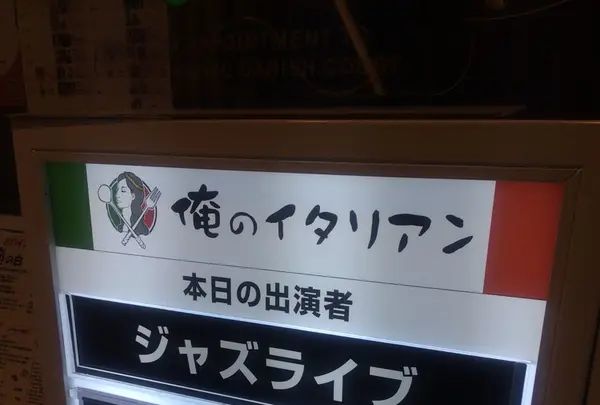 俺のイタリアン
本日の出演者
ジャズライブ